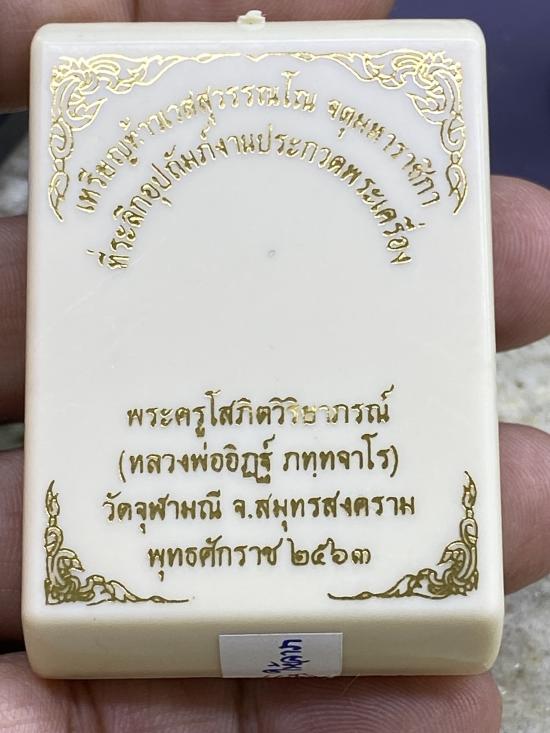 เหรียญท้าวเวสสุวรรณโณ จตุมหาราชิกา
ที่ระลึกอุปถัมภ์งานประกวดพระเครื่อง
พระครูโสภิตวิริยาภรณ์
(หลวงพ่ออิฏฐ์ ภทฺทจาโร)
วัดจุฬามณี จ.สมุทรสงคราม
พุทธศักราช ๒๕๖๓